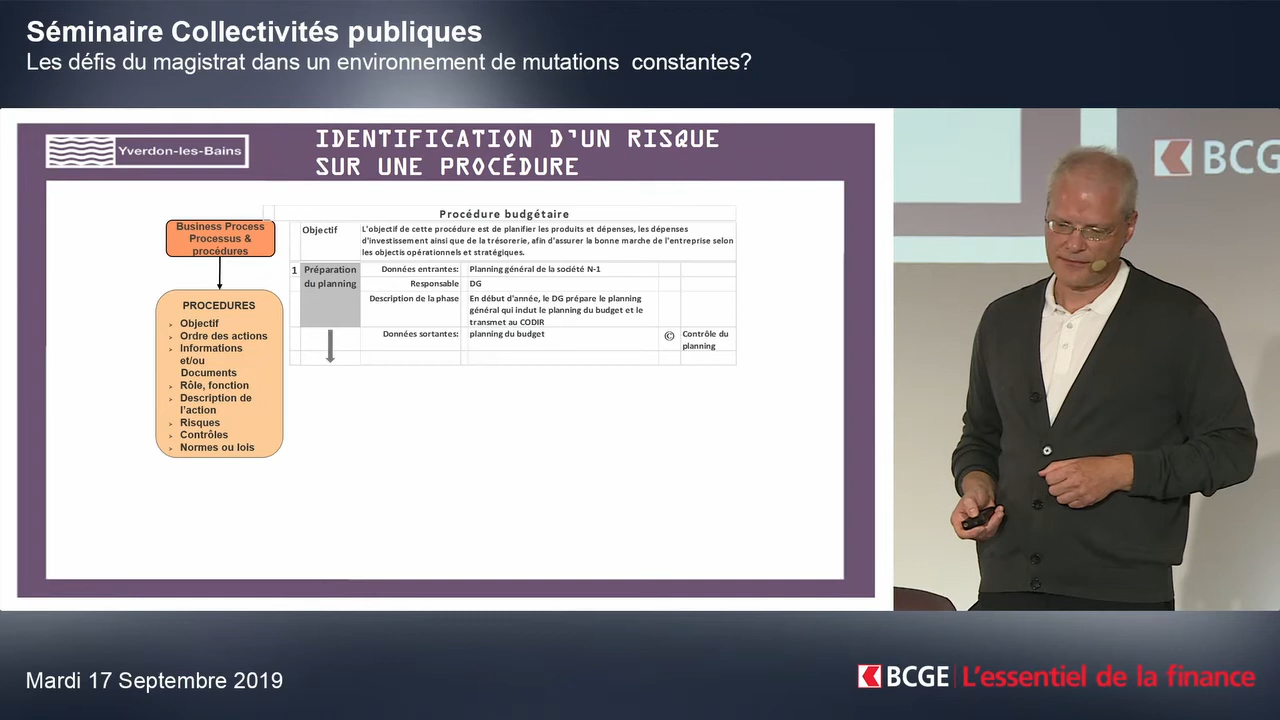 Séminaire Collectivités publiques
Les défis du magistrat dans un environnement de mutations constantes?
Yverdon-les-Bains
IDENTIFICATION D'UN RISQUE
SUR UNE PROCÉDURE
Business Process
Processus &
procédures
PROCEDURES
Objectif
Ordre des actions
Informations
et/ou
Documents
Rôle, fonction
Description de
l'action
Risques
Contrôles
Normes ou lois
Procédure budgétaire
Objectif
L'objectif de cette procédure est de planifier les produits et dépenses, les dépenses
d'investissement ainsi que de la trésorerie, afin d'assurer la bonne marche de l'entreprise selon
les objectis opérationnels et stratégiques.
1 Préparation
du planning
Données entrantes: Planning général de la société N-1
Responsable DG
Description de la phase En début d'année, le DG prépare le planning
général qui indut le planning du budget et le
transmet au CODIR
Données sortantes: planning du budget
© Contrôle du
planning
BCGE
Mardi 17 Septembre 2019
BCGE L'essentiel de la finance